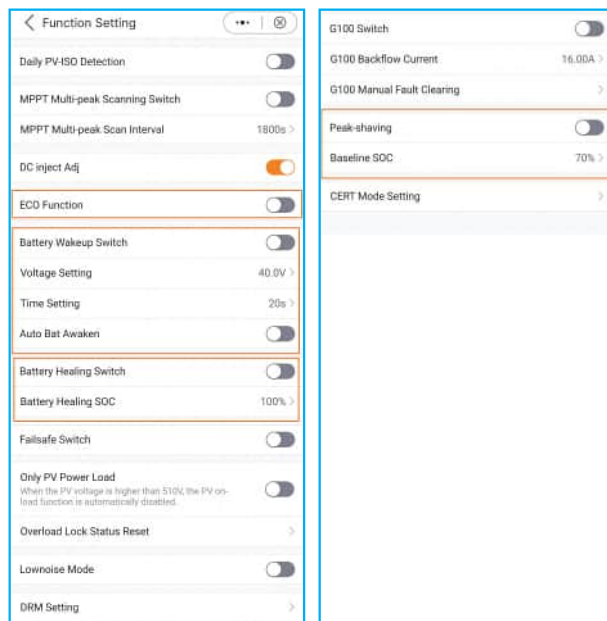 Function Setting
Daily PV-ISO Detection
MPPT Multi-peak Scanning Switch
MPPT Multi-peak Scan Interval 1800s
DC inject Adj
ECO Function
Battery Wakeup Switch
Voltage Setting 40.0V
Time Setting 20s
Auto Bat Awaken
Battery Healing Switch
Battery Healing SOC 100%
Failsafe Switch
Only PV Power Load
When the PV voltage is higher than 510V, the PV on-
load function is automatically disabled.
Overload Lock Status Reset
Lownoise Mode
DRM Setting
G100 Switch
G100 Backflow Current 16.00A
G100 Manual Fault Clearing
Peak-shaving
Baseline SOC 70%
CERT Mode Setting